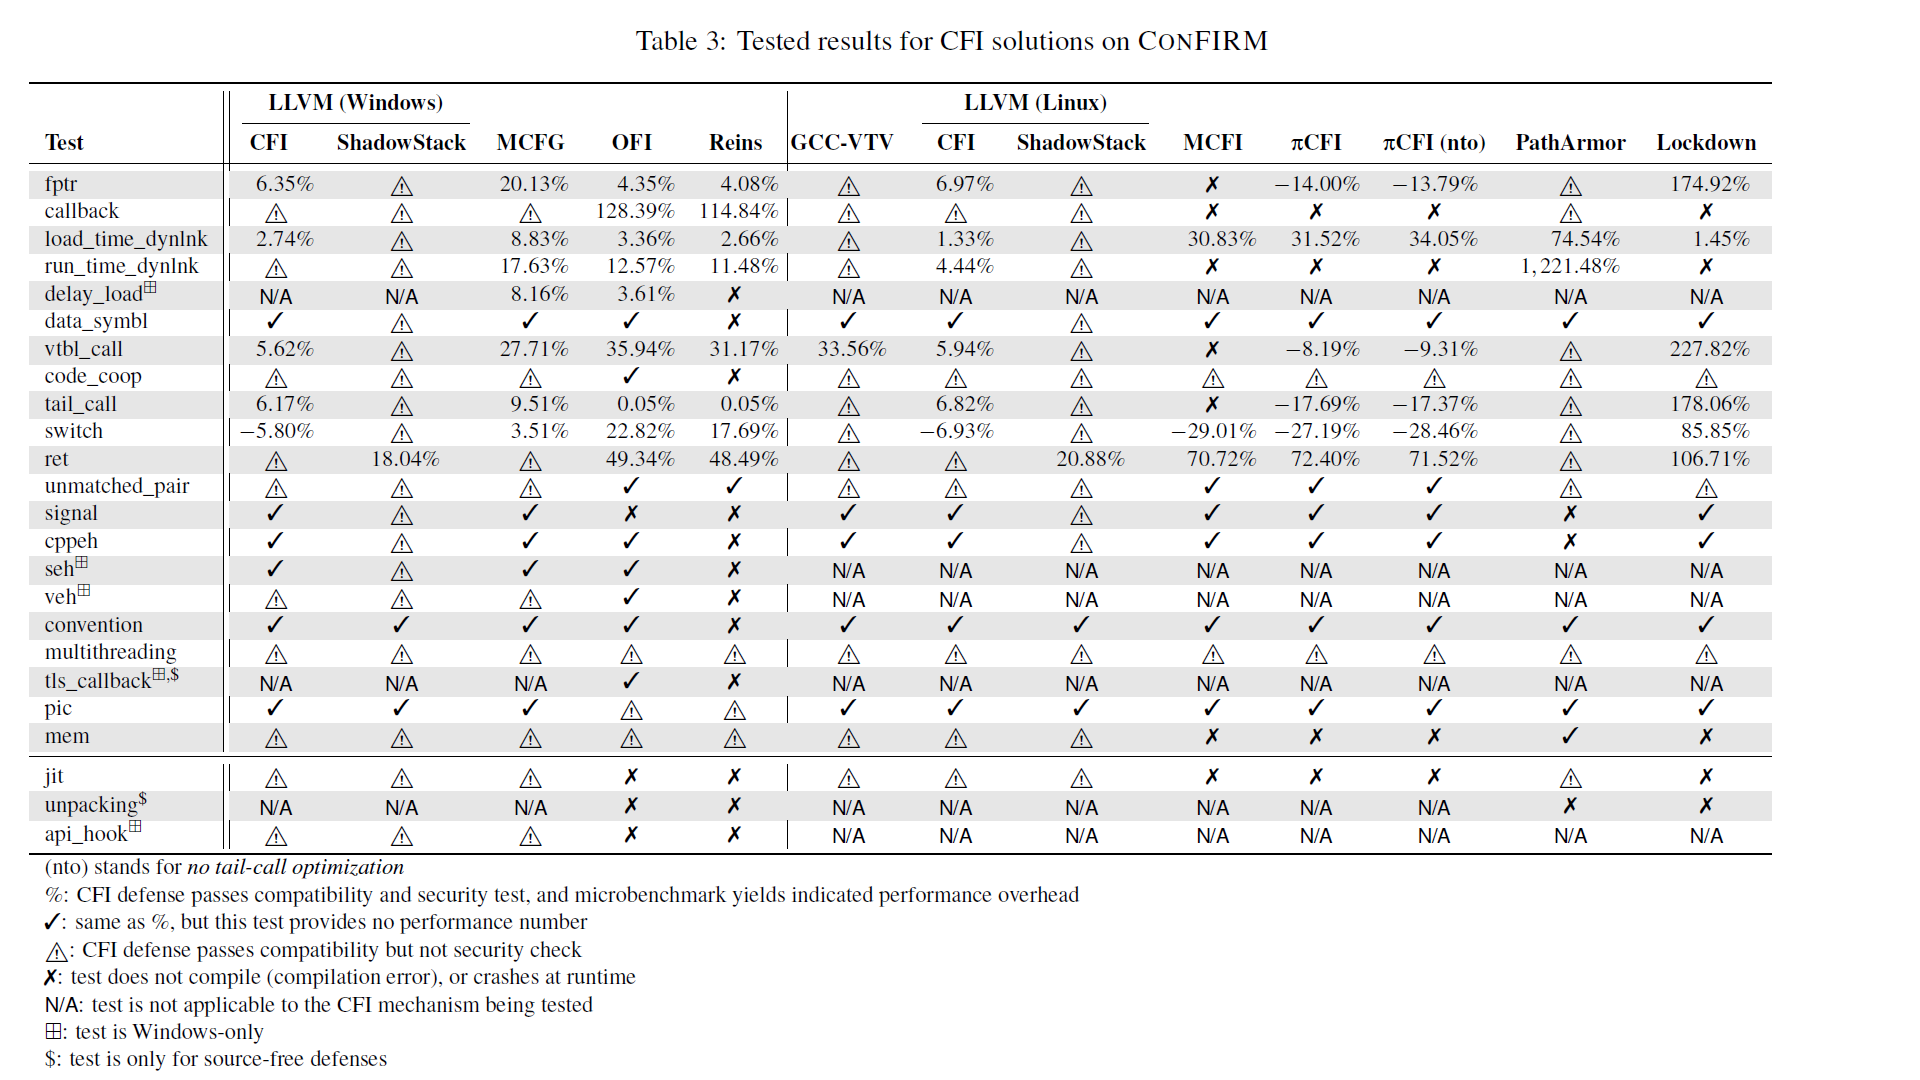 Table 3: Tested results for CFI solutions on CONFIRM
LLVM (Windows) LLVM (Linux)
Test CFI ShadowStack MCFG OFI Reins GCC-VTV CFI ShadowStack MCFI πCFI πCFI (nto) PathArmor Lockdown
fptr 6.35% ⚠ 20.13% 4.35% 4.08% ⚠ 6.97% ⚠ ✗ −14.00% −13.79% ⚠ 174.92%
callback ⚠ ⚠ ⚠ 128.39% 114.84% ⚠ ⚠ ⚠ ✗ ✗ ✗ ⚠ ✗
load_time_dynlnk 2.74% ⚠ 8.83% 3.36% 2.66% ⚠ 1.33% ⚠ 30.83% 31.52% 34.05% 74.54% 1.45%
run_time_dynlnk ⚠ ⚠ 17.63% 12.57% 11.48% ⚠ 4.44% ⚠ ✗ ✗ ✗ 1,221.48% ✗
delay_load⊞ N/A N/A 8.16% 3.61% ✗ N/A N/A N/A N/A N/A N/A N/A N/A
data_symbl ✓ ⚠ ✓ ✓ ✗ ✓ ✓ ⚠ ✓ ✓ ✓ ✓ ✓
vtbl_call 5.62% ⚠ 27.71% 35.94% 31.17% 33.56% 5.94% ⚠ ✗ −8.19% −9.31% ⚠ 227.82%
code_coop ⚠ ⚠ ⚠ ✓ ✗ ⚠ ⚠ ⚠ ⚠ ⚠ ⚠ ⚠ ⚠
tail_call 6.17% ⚠ 9.51% 0.05% 0.05% ⚠ 6.82% ⚠ ✗ −17.69% −17.37% ⚠ 178.06%
switch −5.80% ⚠ 3.51% 22.82% 17.69% ⚠ −6.93% ⚠ −29.01% −27.19% −28.46% ⚠ 85.85%
ret ⚠ 18.04% ⚠ 49.34% 48.49% ⚠ ⚠ 20.88% 70.72% 72.40% 71.52% ⚠ 106.71%
unmatched_pair ⚠ ⚠ ⚠ ✓ ✓ ⚠ ⚠ ⚠ ✓ ✓ ✓ ⚠ ⚠
signal ✓ ⚠ ✓ ✗ ✗ ✓ ✓ ⚠ ✓ ✓ ✓ ✗ ✓
cppeh ✓ ⚠ ✓ ✓ ✗ ✓ ✓ ⚠ ✓ ✓ ✓ ✗ ✓
seh⊞ ✓ ⚠ ✓ ✓ ✗ N/A N/A N/A N/A N/A N/A N/A N/A
veh⊞ ⚠ ⚠ ⚠ ✓ ✗ N/A N/A N/A N/A N/A N/A N/A N/A
convention ✓ ✓ ✓ ✓ ✗ ✓ ✓ ✓ ✓ ✓ ✓ ✓ ✓
multithreading ⚠ ⚠ ⚠ ⚠ ⚠ ⚠ ⚠ ⚠ ⚠ ⚠ ⚠ ⚠ ⚠
tls_callback⊞,$ N/A N/A N/A ✓ ✗ N/A N/A N/A N/A N/A N/A N/A N/A
pic ✓ ✓ ✓ ⚠ ⚠ ✓ ✓ ✓ ✓ ✓ ✓ ✓ ✓
mem ⚠ ⚠ ⚠ ⚠ ⚠ ⚠ ⚠ ⚠ ✗ ✗ ✗ ✓ ✗
jit ⚠ ⚠ ⚠ ✗ ✗ ⚠ ⚠ ⚠ ✗ ✗ ✗ ⚠ ✗
unpacking$ N/A N/A N/A ✗ ✗ N/A N/A N/A N/A N/A N/A ✗ ✗
api_hook⊞ ⚠ ⚠ ⚠ ✗ ✗ N/A N/A N/A N/A N/A N/A N/A N/A
(nto) stands for no tail-call optimization
%: CFI defense passes compatibility and security test, and microbenchmark yields indicated performance overhead
✓: same as %, but this test provides no performance number
⚠: CFI defense passes compatibility but not security check
✗: test does not compile (compilation error), or crashes at runtime
N/A: test is not applicable to the CFI mechanism being tested
⊞: test is Windows-only
$: test is only for source-free defenses